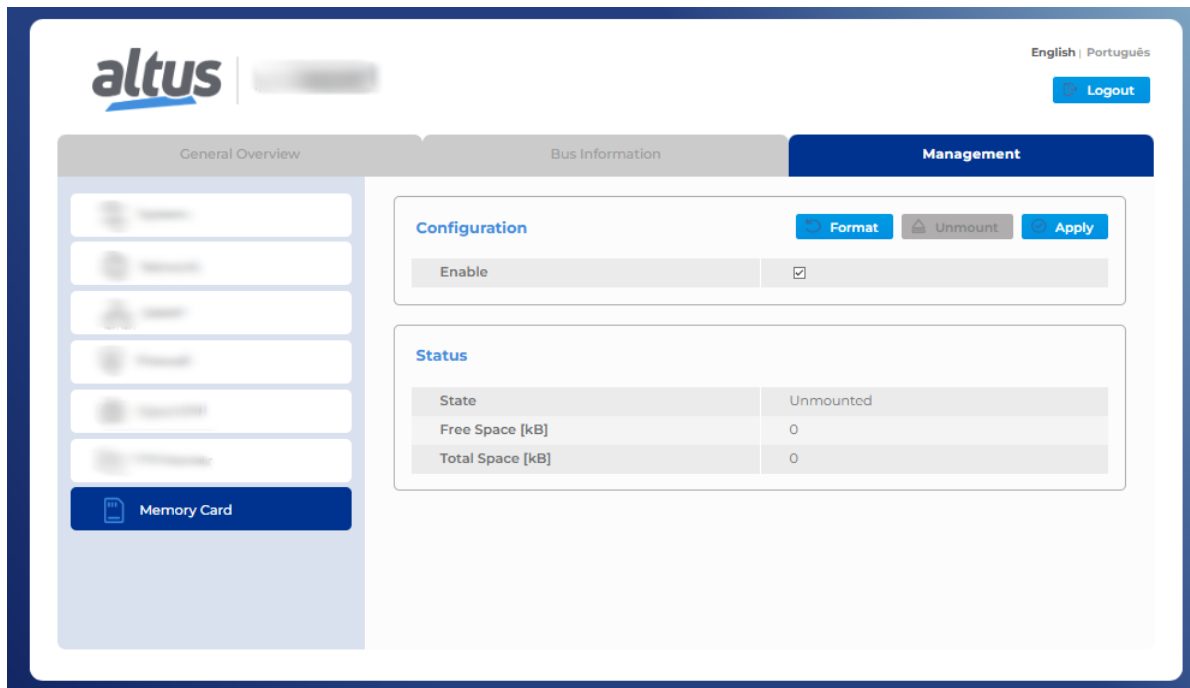 altus
English | Português
Logout
General Overview
Bus Information
Management
Configuration
Format
Unmount
Apply
Enable
Status
State Unmounted
Free Space [kB] 0
Total Space [kB] 0
Memory Card